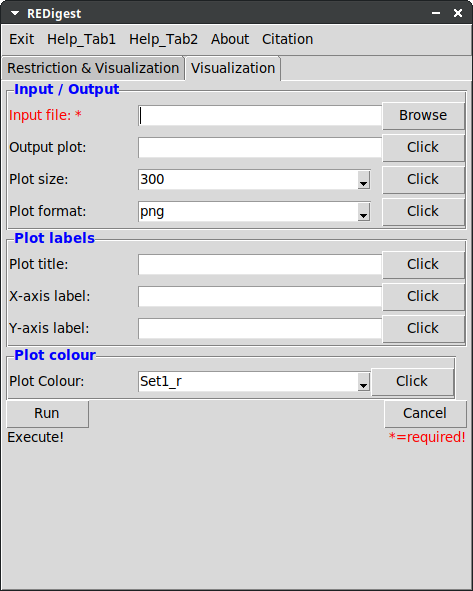 REDigest
Exit Help_Tab1 Help_Tab2 About Citation
Restriction & Visualization Visualization
Input / Output
Input file: * Browse
Output plot: Click
Plot size: 300 Click
Plot format: png Click
Plot labels
Plot title: Click
X-axis label: Click
Y-axis label: Click
Plot colour
Plot Colour: Set1_r Click
Run Cancel
Execute! *=required!